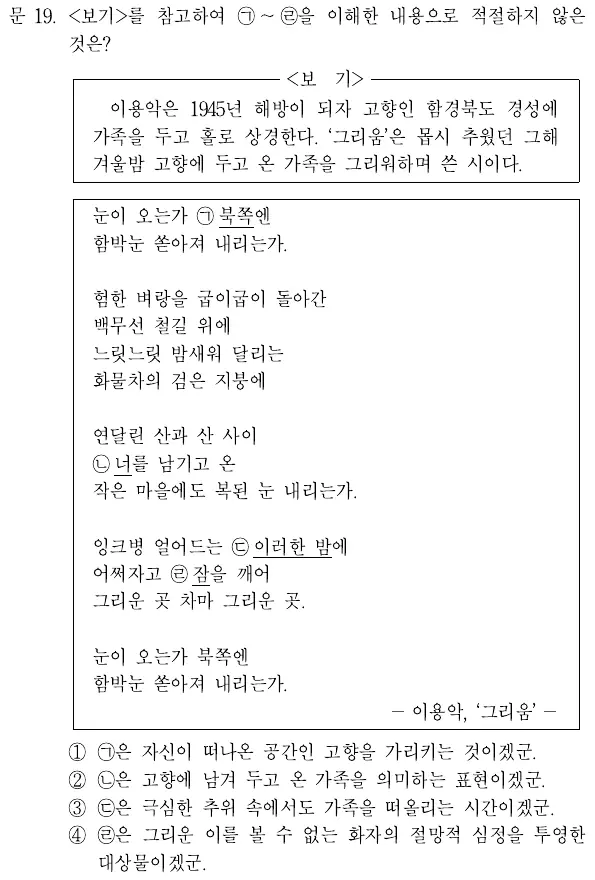 문 19. <보기>를 참고하여 ㉠~㉣을 이해한 내용으로 적절하지 않은
것은?
<보 기>
이용악은 1945년 해방이 되자 고향인 함경북도 경성에
가족을 두고 홀로 상경한다. ‘그리움’은 몹시 추웠던 그해
겨울밤 고향에 두고 온 가족을 그리워하며 쓴 시이다.
눈이 오는가 ㉠북쪽엔
함박눈 쏟아져 내리는가.
험한 벼랑을 굽이굽이 돌아간
백무선 철길 위에
느릿느릿 밤새워 달리는
화물차의 검은 지붕에
연달린 산과 산 사이
㉡너를 남기고 온
작은 마을에도 복된 눈 내리는가.
잉크병 얼어드는 ㉢이러한 밤에
어쩌자고 ㉣잠을 깨어
그리운 곳 차마 그리운 곳.
눈이 오는가 북쪽엔
함박눈 쏟아져 내리는가.
– 이용악, ‘그리움’ –
① ㉠은 자신이 떠나온 공간인 고향을 가리키는 것이겠군.
② ㉡은 고향에 남겨 두고 온 가족을 의미하는 표현이겠군.
③ ㉢은 극심한 추위 속에서도 가족을 떠올리는 시간이겠군.
④ ㉣은 그리운 이를 볼 수 없는 화자의 절망적 심정을 투영한
대상물이겠군.